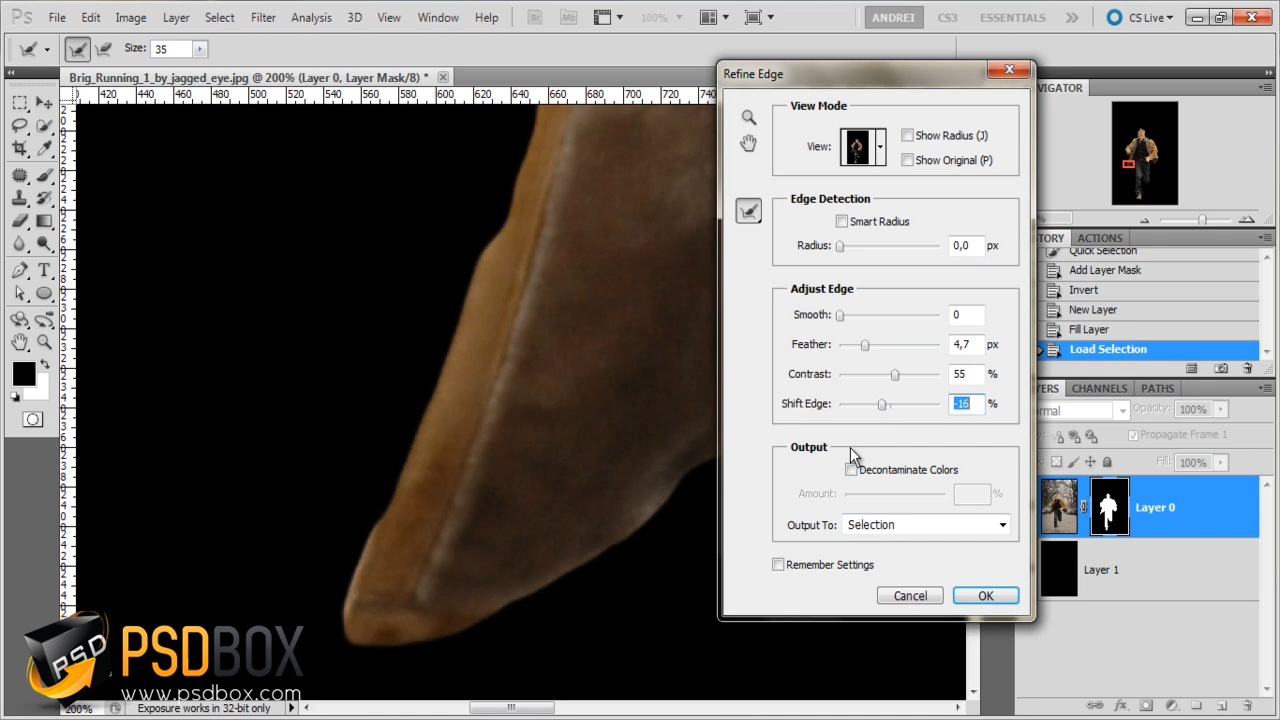 Ps File Edit Image Layer Select Filter Analysis 3D View Window Help Br Mb 100% ANDREI CS3 ESSENTIALS CS Live
Size: 35
Brig_Running_1_by_jagged_eye.jpg @ 200% (Layer 0, Layer Mask/8) *
420 440 460 480 500 520 540 560 580 600 620 640 660 680 700
Refine Edge
View Mode
View:
Show Radius (J)
Show Original (P)
Edge Detection
Smart Radius
Radius: 0,0 px
Adjust Edge
Smooth: 0
Feather: 4,7 px
Contrast: 55 %
Shift Edge: -16 %
Output
Decontaminate Colors
Amount: %
Output To: Selection
Remember Settings
Cancel OK
VIGATOR
%
TORY ACTIONS
Quick Selection
Add Layer Mask
Invert
New Layer
Fill Layer
Load Selection
YERS CHANNELS PATHS
rmal Opacity: 100%
Propagate Frame 1
Fill: 100%
Layer 0
Layer 1
PSD PSDBOX
www.psdbox.com
200% Exposure works in 32-bit only